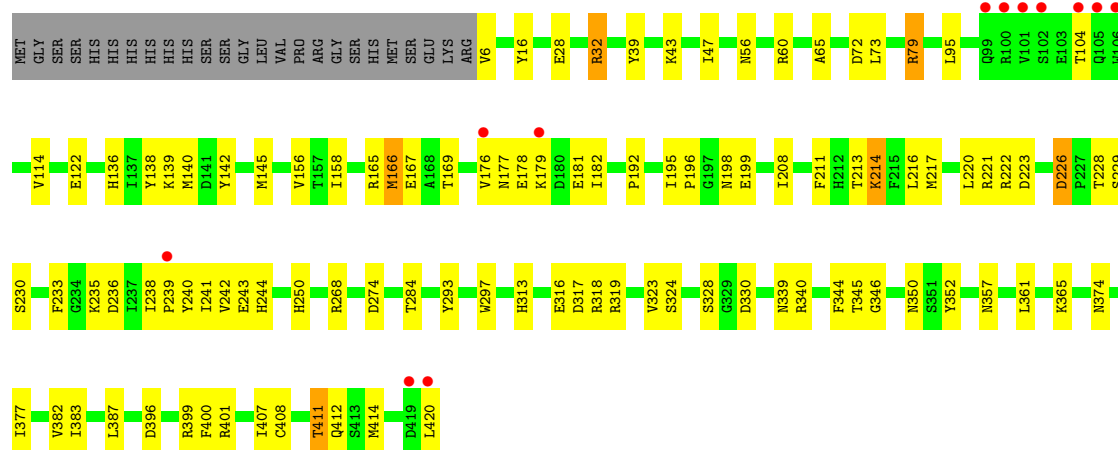 MET GLY SER SER HIS HIS HIS HIS HIS HIS SER SER GLY LEU VAL PRO ARG GLY SER HIS MET SER GLU LYS ARG V6 Y16 E28 R32 Y39 K43 I47 N56 R60 A65 D72 L73 R79 L95 Q99 R100 V101 S102 E103 T104 Q105 W106
V114 E122 H136 I137 Y138 K139 M140 D141 Y142 M145 V156 T157 I158 R165 M166 E167 A168 T169 V176 N177 E178 K179 D180 E181 I182 P192 I195 P196 G197 N198 E199 I208 F211 H212 T213 K214 F215 L216 M217 L220 R221 R222 D223 D226 P227 T228 S229
S230 F233 G234 K235 D236 I237 I238 P239 Y240 I241 V242 E243 H244 H250 R268 D274 T284 Y293 W297 H313 E316 D317 R318 R319 V323 S324 S328 G329 D330 N339 R340 F344 T345 G346 N350 S351 Y352 N357 L361 K365 N374
I377 V382 I383 L387 D396 R399 F400 R401 I407 C408 T411 Q412 S413 M414 D419 L420